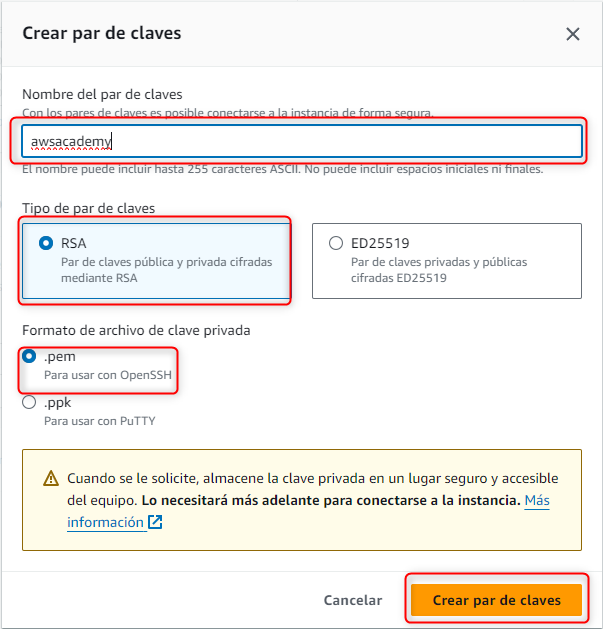 Crear par de claves
Nombre del par de claves
Con los pares de claves es posible conectarse a la instancia de forma segura.
awsacademy
El nombre puede incluir hasta 255 caracteres ASCII. No puede incluir espacios iniciales ni finales.
Tipo de par de claves
RSA
Par de claves pública y privada cifradas
mediante RSA
ED25519
Par de claves privadas y públicas
cifradas ED25519
Formato de archivo de clave privada
.pem
Para usar con OpenSSH
.ppk
Para usar con PuTTY
Cuando se le solicite, almacene la clave privada en un lugar seguro y accesible
del equipo. Lo necesitará más adelante para conectarse a la instancia. Más
información
Cancelar
Crear par de claves